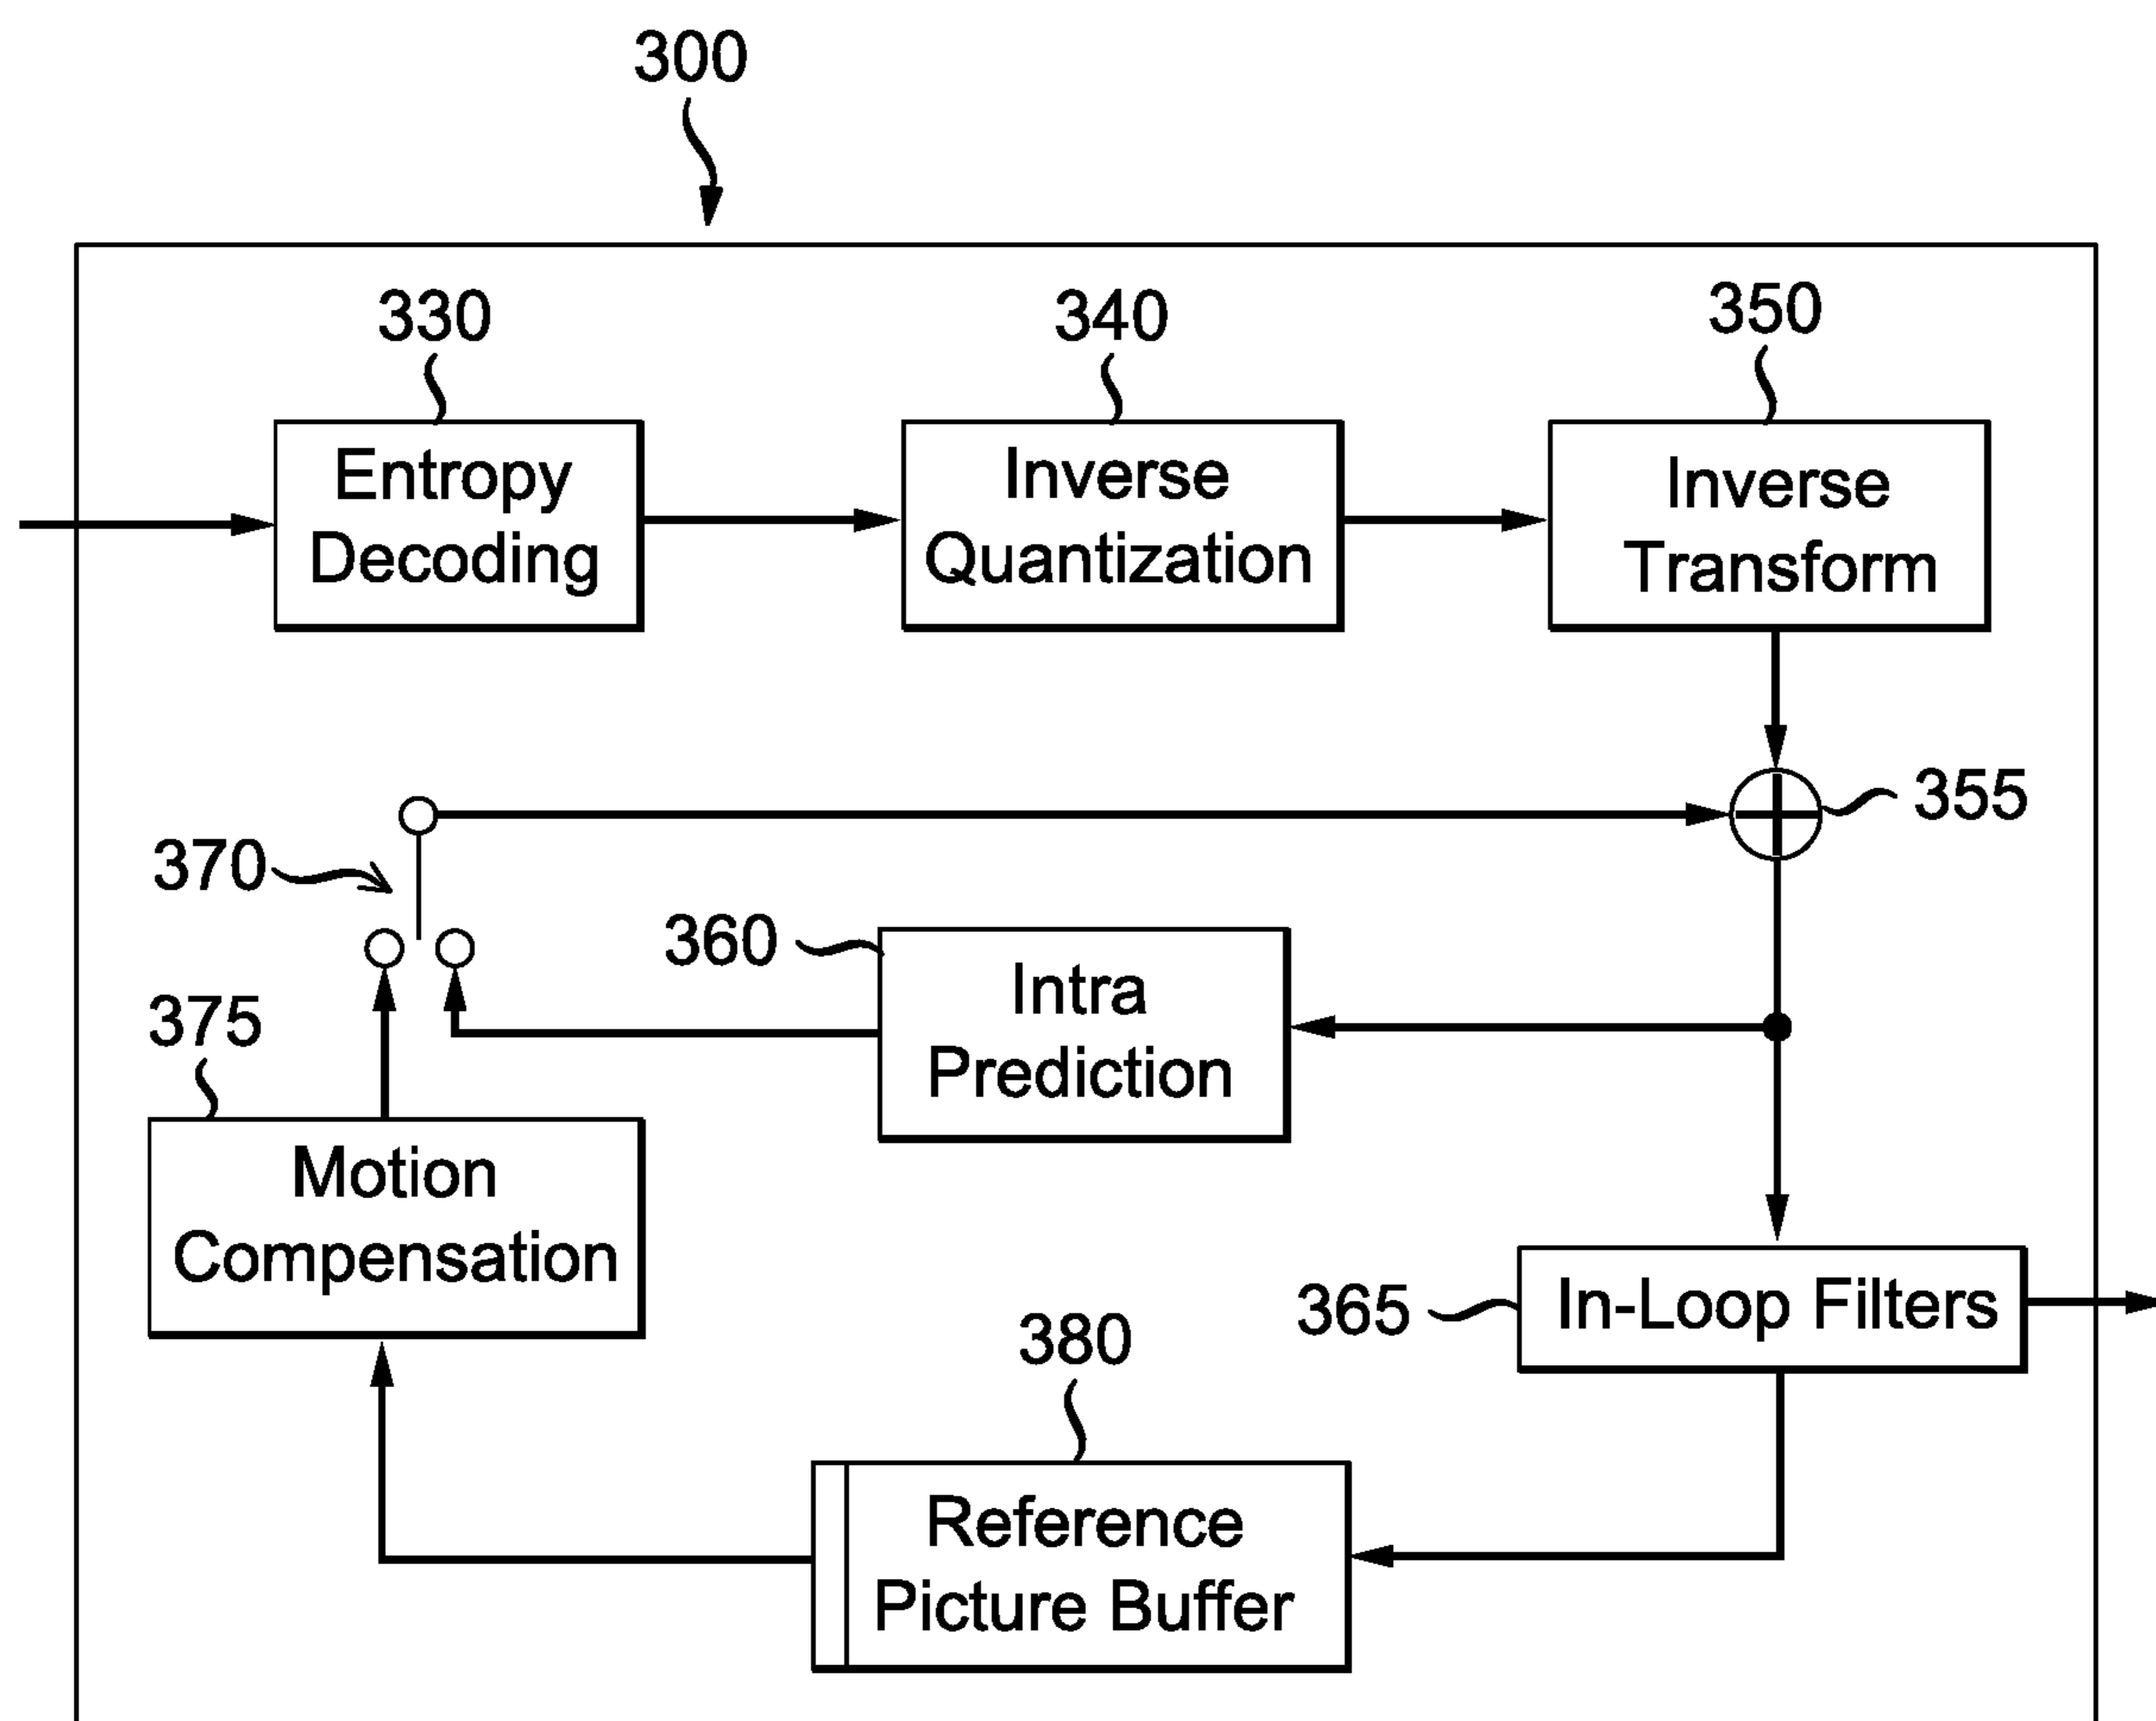 300
330
340
350
Entropy
Decoding
Inverse
Quantization
Inverse
Transform
355
370
360
Intra
Prediction
375
Motion
Compensation
365
In-Loop Filters
380
Reference
Picture Buffer